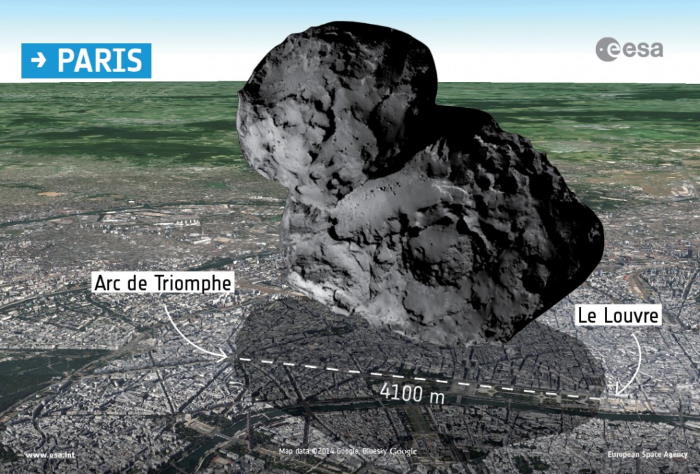 → PARIS
esa
Arc de Triomphe
Le Louvre
4100 m
www.esa.int
Map data ©2014 Google, Bluesky Google
European Space Agency